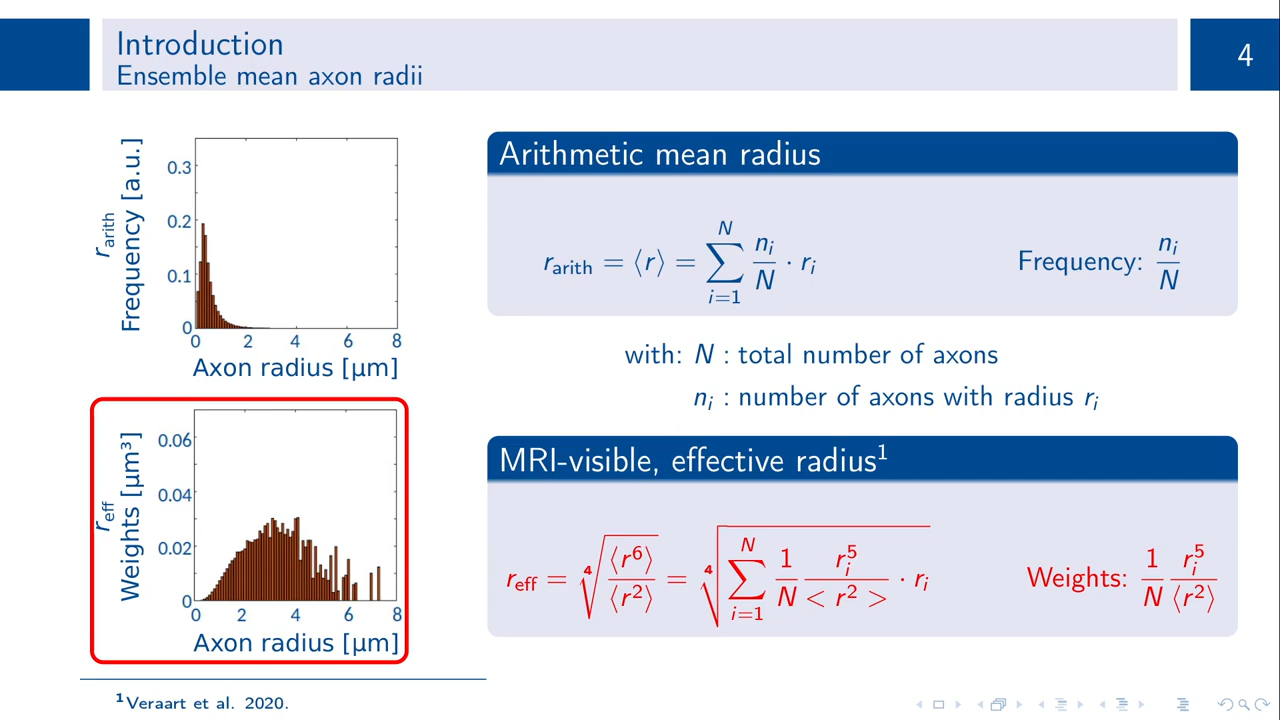 Introduction
Ensemble mean axon radii
4
r_arith
Frequency [a.u.]
0.3
0.2
0.1
0
0 2 4 6 8
Axon radius [µm]
r_eff
Weights [µm³]
0.06
0.04
0.02
0
0 2 4 6 8
Axon radius [µm]
Arithmetic mean radius
r_arith = ⟨r⟩ = ∑_{i=1}^{N} n_i/N · r_i
Frequency: n_i/N
with: N : total number of axons
n_i : number of axons with radius r_i
MRI-visible, effective radius¹
r_eff = ⁴√(⟨r⁶⟩/⟨r²⟩) = ⁴√(∑_{i=1}^{N} 1/N r_i⁵/< r² > · r_i)
Weights: 1/N r_i⁵/⟨r²⟩
¹Veraart et al. 2020.